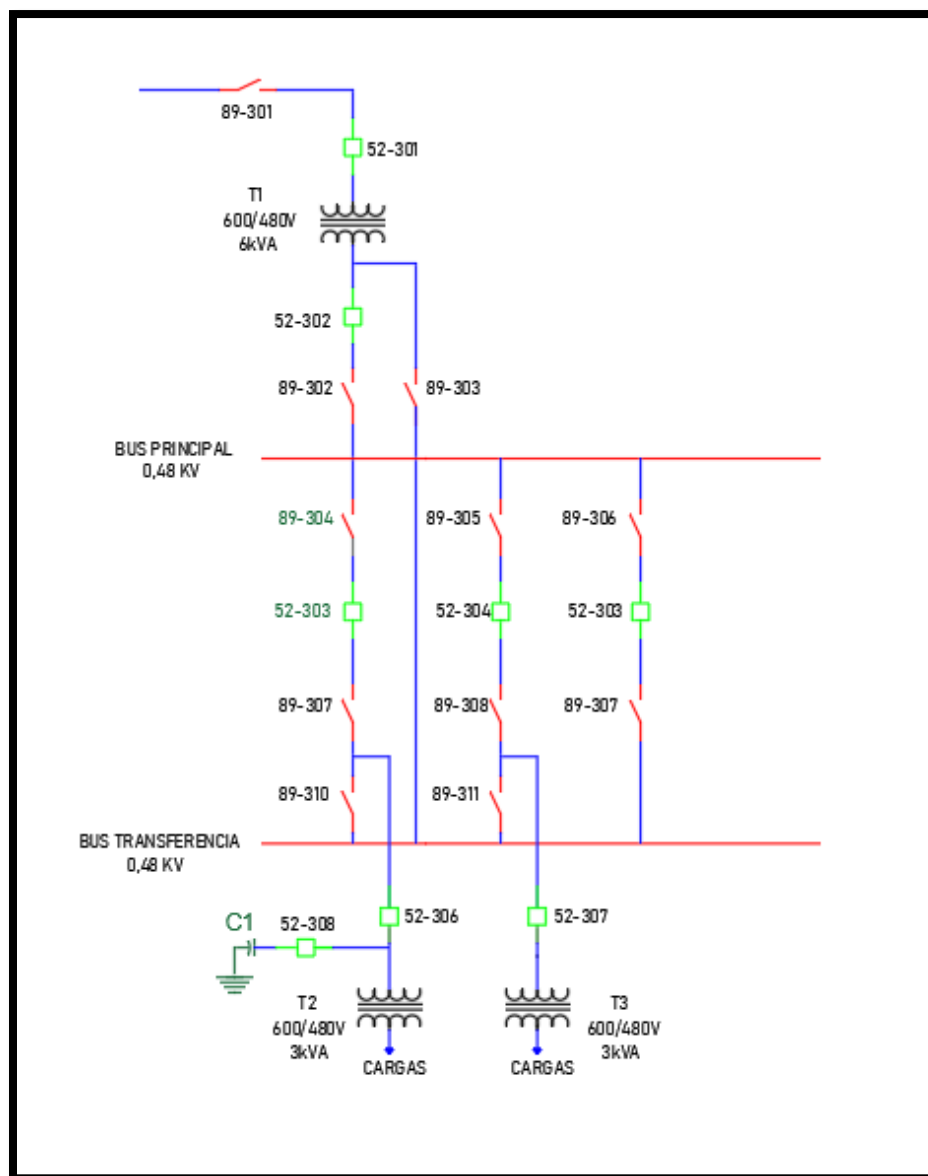 89-301
52-301
T1
600/480V
6kVA
52-302
89-302
89-303
BUS PRINCIPAL
0,48 KV
89-304
89-305
89-306
52-303
52-304
52-303
89-307
89-308
89-307
89-310
89-311
BUS TRANSFERENCIA
0,48 KV
C1
52-308
52-306
52-307
T2
600/480V
3kVA
T3
600/480V
3kVA
CARGAS
CARGAS